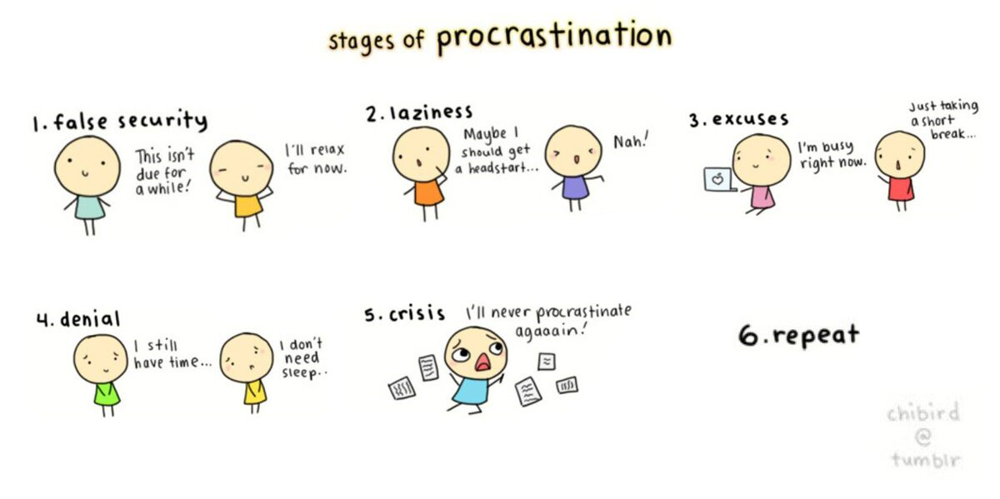 stages of procrastination
1. false security
This isn't
due for
a while!
I'll relax
for now.
2. laziness
Maybe I
should get
a headstart...
Nah!
3. excuses
I'm busy
right now.
Just taking
a short
break...
4. denial
I still
have time...
I don't
need
sleep..
5. crisis
I'll never procrastinate
agaaain!
6. repeat
chibird
@
tumblr